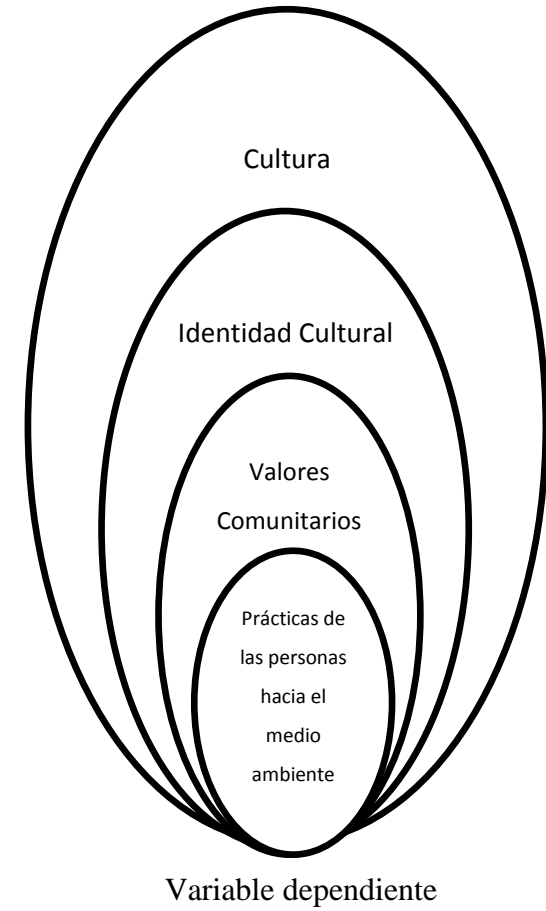 Cultura
Identidad Cultural
Valores
Comunitarios
Prácticas de
las personas
hacia el
medio
ambiente
Variable dependiente